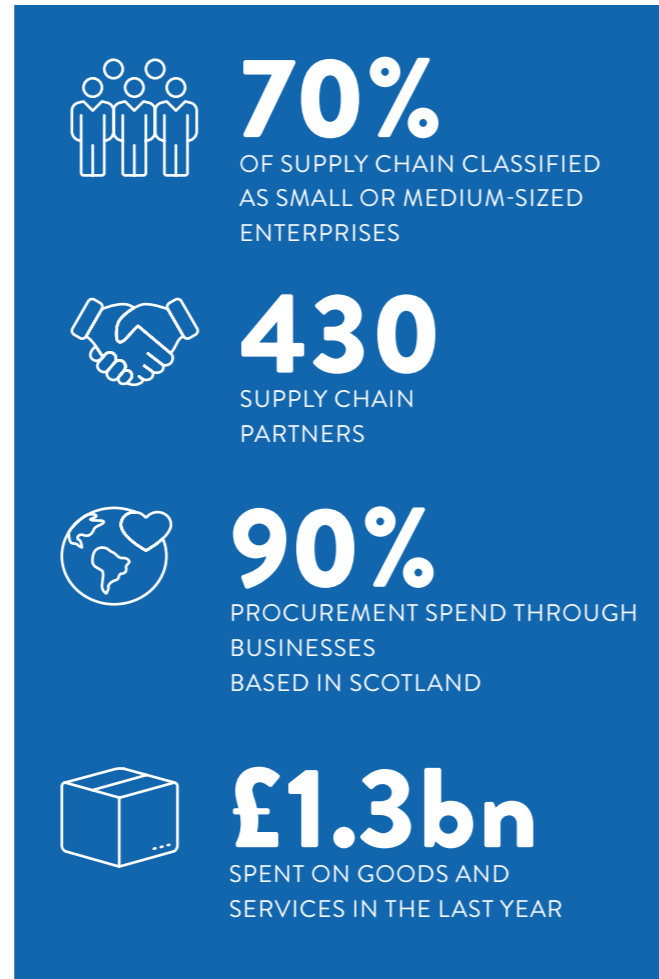 70%
OF SUPPLY CHAIN CLASSIFIED
AS SMALL OR MEDIUM-SIZED
ENTERPRISES
430
SUPPLY CHAIN
PARTNERS
90%
PROCUREMENT SPEND THROUGH
BUSINESSES
BASED IN SCOTLAND
£1.3bn
SPENT ON GOODS AND
SERVICES IN THE LAST YEAR